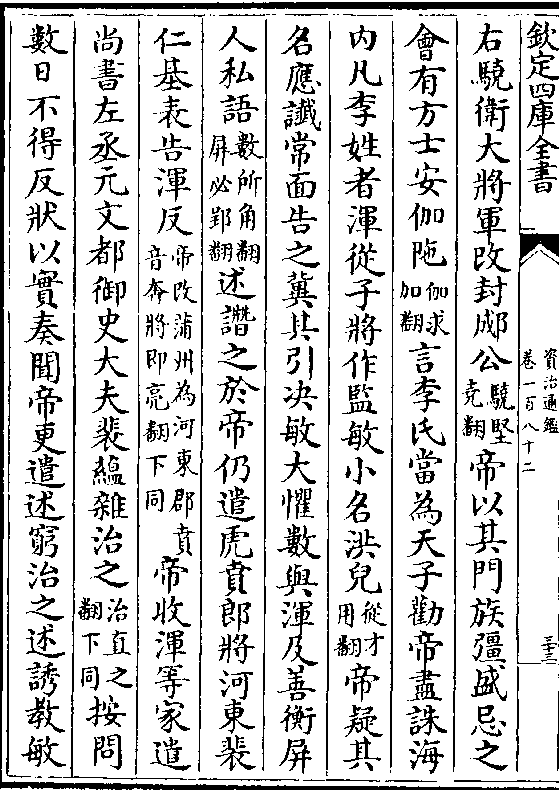 欽定四庫全書
資治通鑑
卷一百八十二
三十三
右驍衛大將軍改封郕公驍堅堯翻帝以其門族彊盛忌之
會有方士安伽陁伽求加翻言李氏當為天子勸帝盡誅海
內凡李姓者渾從子將作監敏小名洪兒從才用翻帝疑其
名應讖常面告之冀其引決敏大懼數與渾及善衡屏
人私語數所角翻屏必郢翻述譖之於帝仍遣虎賁郎將河東裴
仁基表告渾反帝改蒲州為河東郡賁音奔將即亮翻下同帝收渾等家遣
尚書左丞元文都御史大夫裴蘊雜治之治直之翻下同按問
數日不得反狀以實奏聞帝更遣述窮治之述誘教敏